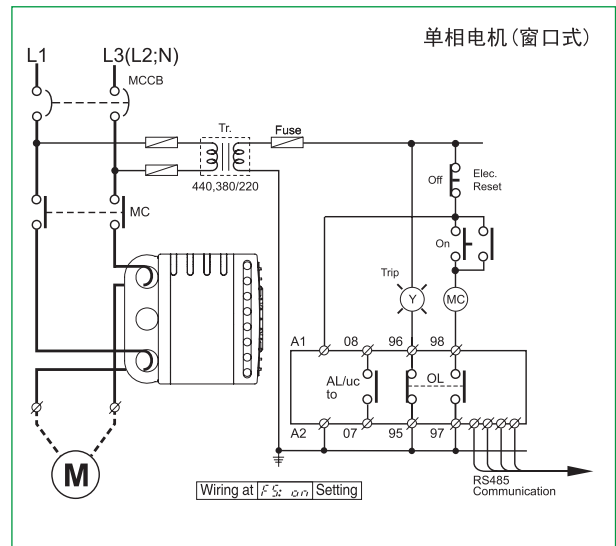 单相电机(窗口式)
L1
L3(L2;N)
MCCB
Tr.
Fuse
440,380/220
Off
Elec.
Reset
MC
On
Trip
Y
MC
A1
08
96
98
AL/uc
to
OL
A2
07
95
97
RS485
Communication
M
Wiring at FS: on Setting